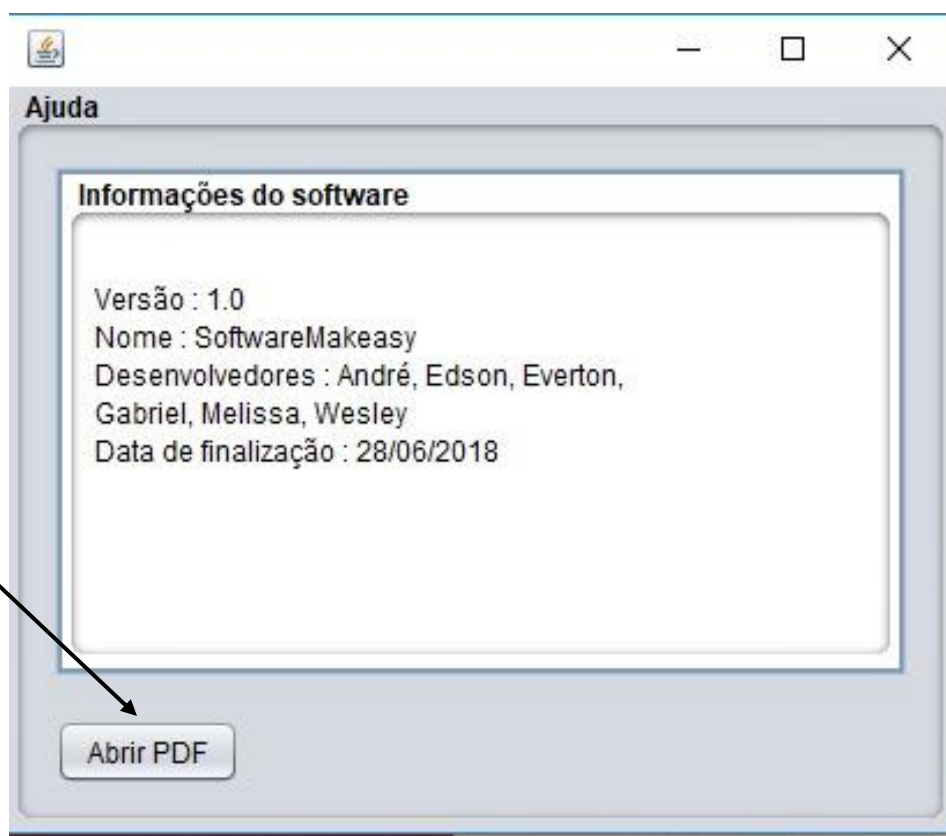 Ajuda
Informações do software
Versão : 1.0
Nome : SoftwareMakeasy
Desenvolvedores : André, Edson, Everton,
Gabriel, Melissa, Wesley
Data de finalização : 28/06/2018
Abrir PDF